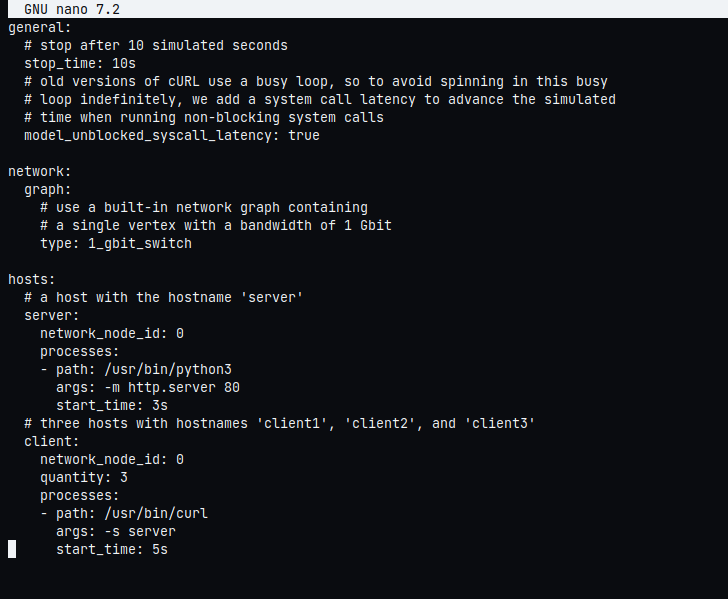 GNU nano 7.2
general:
  # stop after 10 simulated seconds
  stop_time: 10s
  # old versions of cURL use a busy loop, so to avoid spinning in this busy
  # loop indefinitely, we add a system call latency to advance the simulated
  # time when running non-blocking system calls
  model_unblocked_syscall_latency: true

network:
  graph:
    # use a built-in network graph containing
    # a single vertex with a bandwidth of 1 Gbit
    type: 1_gbit_switch

hosts:
  # a host with the hostname 'server'
  server:
    network_node_id: 0
    processes:
    - path: /usr/bin/python3
      args: -m http.server 80
      start_time: 3s
  # three hosts with hostnames 'client1', 'client2', and 'client3'
  client:
    network_node_id: 0
    quantity: 3
    processes:
    - path: /usr/bin/curl
      args: -s server
      start_time: 5s